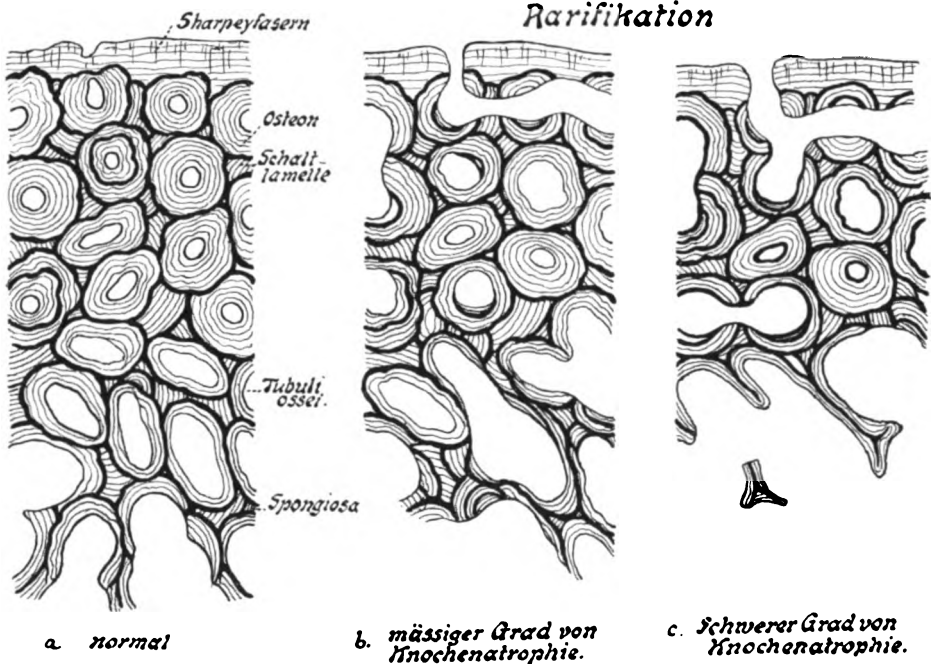 Rarifikation
Sharpeyfasern
Osteon
Schalt-
lamelle
Tubuli
ossei.
Spongiosa
a normal
b. mässiger Grad von
Knochenatrophie.
c. schwerer Grad von
Knochenatrophie.